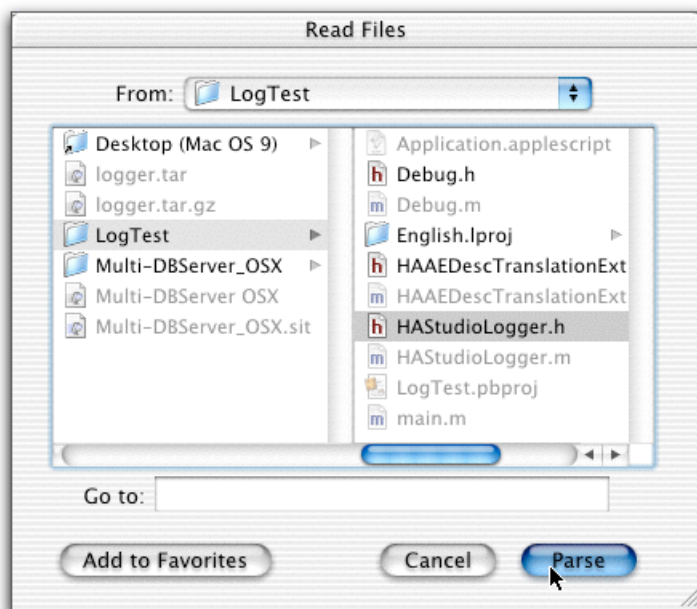 Read Files
From: LogTest
Desktop (Mac OS 9)
logger.tar
logger.tar.gz
LogTest
Multi-DBServer_OSX
Multi-DBServer OSX
Multi-DBServer_OSX.sit
Application.applescript
h Debug.h
m Debug.m
English.lproj
h HAAEDescTranslationExt
m HAAEDescTranslationExt
h HAStudioLogger.h
m HAStudioLogger.m
LogTest.pbproj
m main.m
Go to:
Add to Favorites Cancel Parse